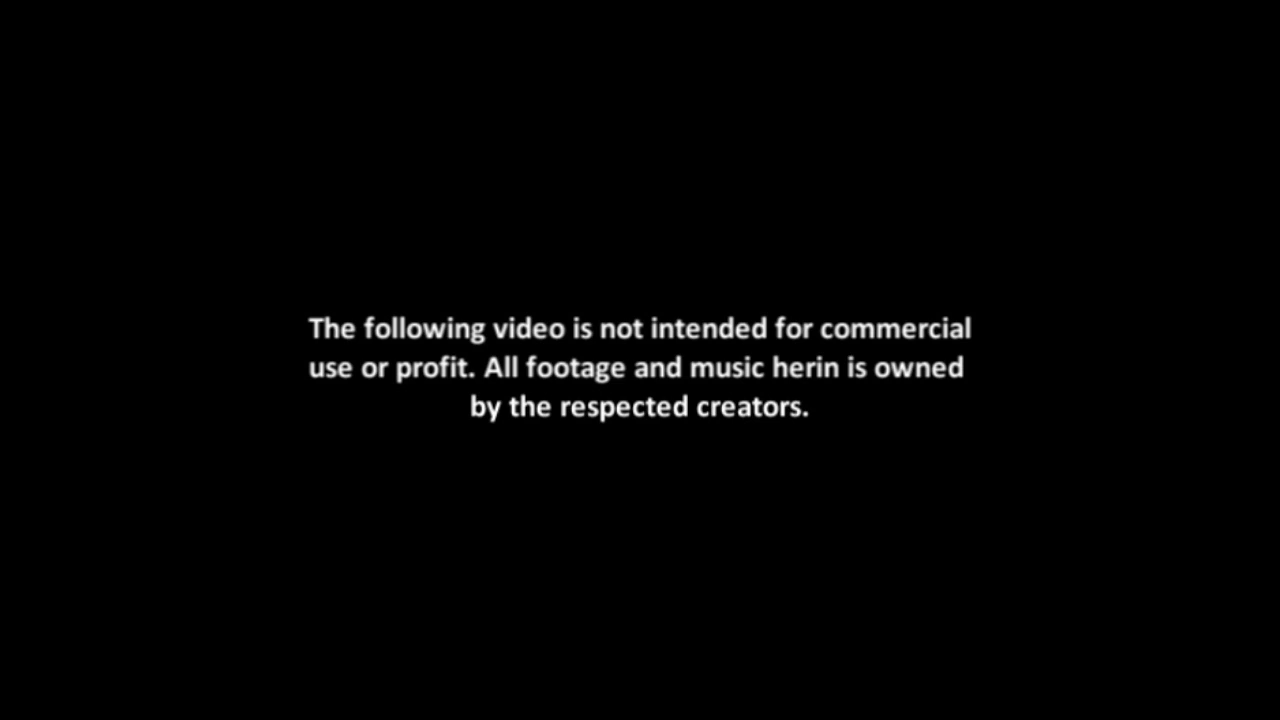 The following video is not intended for commercial
use or profit. All footage and music herin is owned
by the respected creators.